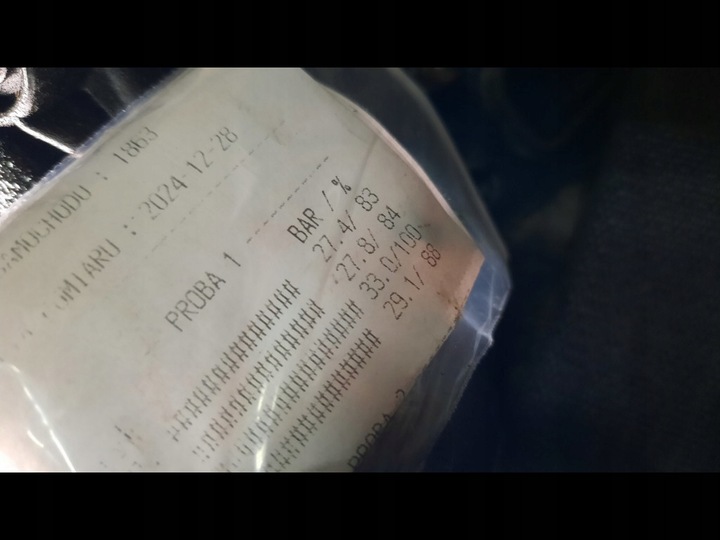 SAMOCHODU : 1863
POMIARU : 2024-12-28
PROBA 1 ------------
BAR / %
############ 27.4/ 83
############## 27.8/ 84
################ 33.0/100
############## 29.1/ 88
PROBA 2